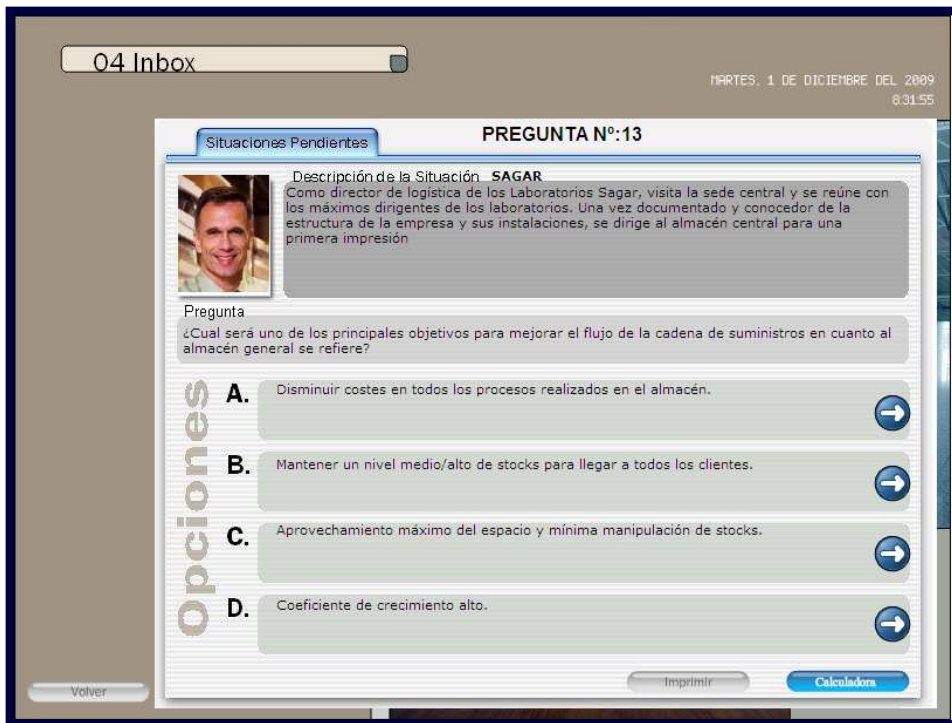 04 Inbox
MARTES, 1 DE DICIEMBRE DEL 2009
8:31:55
Situaciones Pendientes
PREGUNTA Nº:13
Descripción de la Situación SAGAR
Como director de logística de los Laboratorios Sagar, visita la sede central y se reúne con
los máximos dirigentes de los laboratorios. Una vez documentado y conocedor de la
estructura de la empresa y sus instalaciones, se dirige al almacén central para una
primera impresión
Pregunta
¿Cual será uno de los principales objetivos para mejorar el flujo de la cadena de suministros en cuanto al
almacén general se refiere?
Opciones
A. Disminuir costes en todos los procesos realizados en el almacén.
B. Mantener un nivel medio/alto de stocks para llegar a todos los clientes.
C. Aprovechamiento máximo del espacio y mínima manipulación de stocks.
D. Coeficiente de crecimiento alto.
Imprimir
Calculadora
Volver